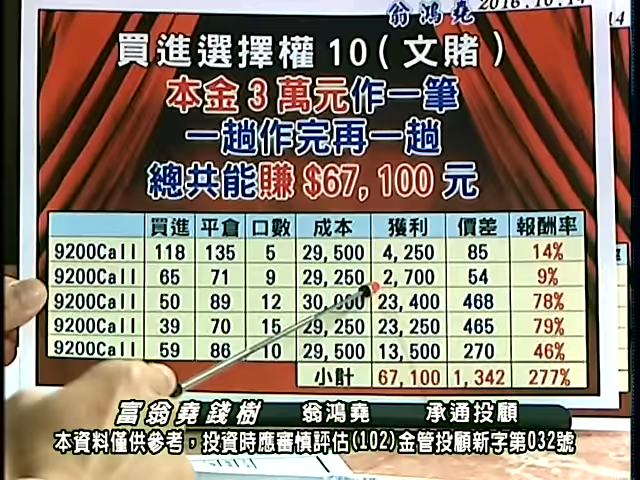 翁鴻堯 2016.10.14
14
買進選擇權10(文賭)
本金3萬元作一筆
一趟作完再一趟
總共能賺$67,100元
買進 平倉 口數 成本 獲利 價差 報酬率
9200Call 118 135 5 29,500 4,250 85 14%
9200Call 65 71 9 29,250 2,700 54 9%
9200Call 50 89 12 30,000 23,400 468 78%
9200Call 39 70 15 29,250 23,250 465 79%
9200Call 59 86 10 29,500 13,500 270 46%
小計 67,100 1,342 277%
富翁堯錢樹 翁鴻堯 承通投顧
本資料僅供參考,投資時應審慎評估(102)金管投顧新字第032號